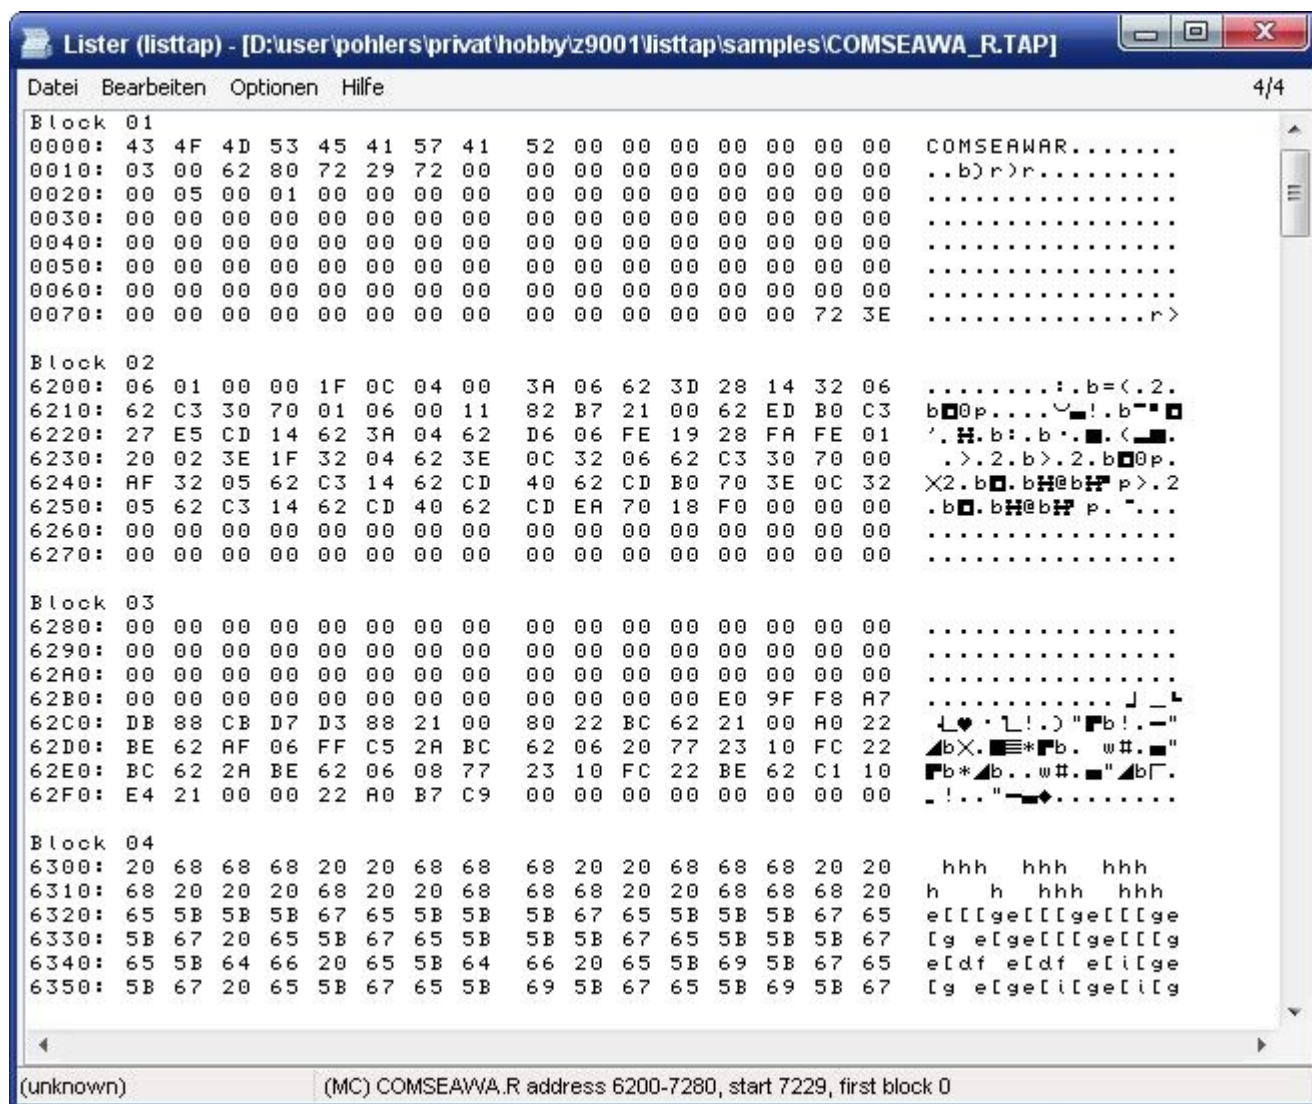 Lister (listtap) - [D:\user\pohlers\privat\hobby\z9001\listtap\samples\COMSEAWA_R.TAP]
Datei Bearbeiten Optionen Hilfe 4/4
Block 01
0000: 43 4F 4D 53 45 41 57 41 52 00 00 00 00 00 00 00 COMSEAWAR.......
0010: 03 00 62 80 72 29 72 00 00 00 00 00 00 00 00 00 ..b)r)r.........
0020: 00 05 00 01 00 00 00 00 00 00 00 00 00 00 00 00 ................
0030: 00 00 00 00 00 00 00 00 00 00 00 00 00 00 00 00 ................
0040: 00 00 00 00 00 00 00 00 00 00 00 00 00 00 00 00 ................
0050: 00 00 00 00 00 00 00 00 00 00 00 00 00 00 00 00 ................
0060: 00 00 00 00 00 00 00 00 00 00 00 00 00 00 00 00 ................
0070: 00 00 00 00 00 00 00 00 00 00 00 00 00 00 72 3E ..............r>
Block 02
6200: 06 01 00 00 1F 0C 04 00 3A 06 62 3D 28 14 32 06 ........:.b=(.2.
6210: 62 C3 30 70 01 06 00 11 82 B7 21 00 62 ED B0 C3
6220: 27 E5 CD 14 62 3A 04 62 D6 06 FE 19 28 FA FE 01
6230: 20 02 3E 1F 32 04 62 3E 0C 32 06 62 C3 30 70 00
6240: AF 32 05 62 C3 14 62 CD 40 62 CD B0 70 3E 0C 32
6250: 05 62 C3 14 62 CD 40 62 CD EA 70 18 F0 00 00 00
6260: 00 00 00 00 00 00 00 00 00 00 00 00 00 00 00 00 ................
6270: 00 00 00 00 00 00 00 00 00 00 00 00 00 00 00 00 ................
Block 03
6280: 00 00 00 00 00 00 00 00 00 00 00 00 00 00 00 00 ................
6290: 00 00 00 00 00 00 00 00 00 00 00 00 00 00 00 00 ................
62A0: 00 00 00 00 00 00 00 00 00 00 00 00 00 00 00 00 ................
62B0: 00 00 00 00 00 00 00 00 00 00 00 00 E0 9F F8 A7
62C0: DB 88 CB D7 D3 88 21 00 80 22 BC 62 21 00 A0 22
62D0: BE 62 AF 06 FF C5 2A BC 62 06 20 77 23 10 FC 22
62E0: BC 62 2A BE 62 06 08 77 23 10 FC 22 BE 62 C1 10
62F0: E4 21 00 00 22 A0 B7 C9 00 00 00 00 00 00 00 00
Block 04
6300: 20 68 68 68 20 20 68 68 68 20 20 68 68 68 20 20 hhh  hhh  hhh
6310: 68 20 20 20 68 20 20 68 68 68 20 20 68 68 68 20 h   h  hhh  hhh
6320: 65 5B 5B 5B 67 65 5B 5B 5B 67 65 5B 5B 5B 67 65 e[[[ge[[[ge[[[ge
6330: 5B 67 20 65 5B 67 65 5B 5B 5B 67 65 5B 5B 5B 67 [g e[ge[[[ge[[[g
6340: 65 5B 64 66 20 65 5B 64 66 20 65 5B 69 5B 67 65 e[df e[df e[i[ge
6350: 5B 67 20 65 5B 67 65 5B 69 5B 67 65 5B 69 5B 67 [g e[ge[i[ge[i[g
(unknown) (MC) COMSEAWA.R address 6200-7280, start 7229, first block 0